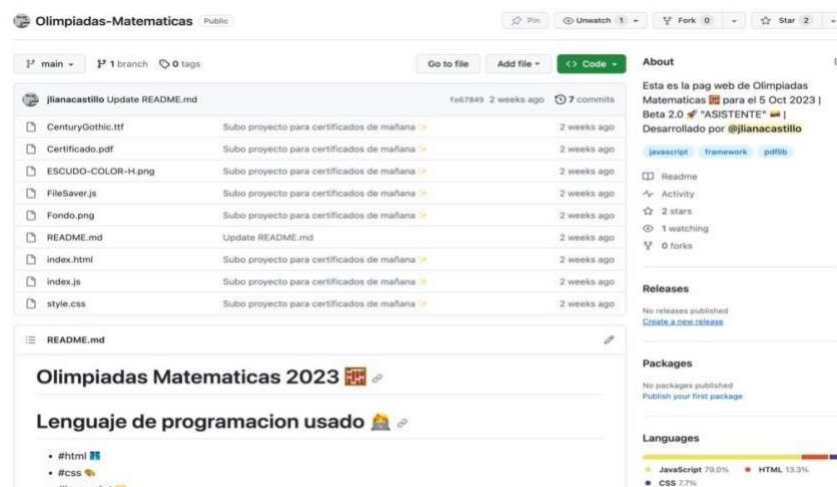 Olimpiadas-Matematicas Public
Pin Unwatch 1 Fork 0 Star 2
main 1 branch 0 tags Go to file Add file <> Code
jlianacastillo Update README.md fe67849 2 weeks ago 7 commits
CenturyGothic.ttf Subo proyecto para certificados de mañana 2 weeks ago
Certificado.pdf Subo proyecto para certificados de mañana 2 weeks ago
ESCUDO-COLOR-H.png Subo proyecto para certificados de mañana 2 weeks ago
FileSaver.js Subo proyecto para certificados de mañana 2 weeks ago
Fondo.png Subo proyecto para certificados de mañana 2 weeks ago
README.md Update README.md 2 weeks ago
index.html Subo proyecto para certificados de mañana 2 weeks ago
index.js Subo proyecto para certificados de mañana 2 weeks ago
style.css Subo proyecto para certificados de mañana 2 weeks ago
README.md
Olimpiadas Matematicas 2023
Lenguaje de programacion usado
#html
#css
About
Esta es la pag web de Olimpiadas
Matematicas para el 5 Oct 2023 |
Beta 2.0 "ASISTENTE" |
Desarrollado por @jlianacastillo
javascript framework pdflib
Readme
Activity
2 stars
1 watching
0 forks
Releases
No releases published
Create a new release
Packages
No packages published
Publish your first package
Languages
JavaScript 79.0% HTML 13.3%
CSS 7.7%